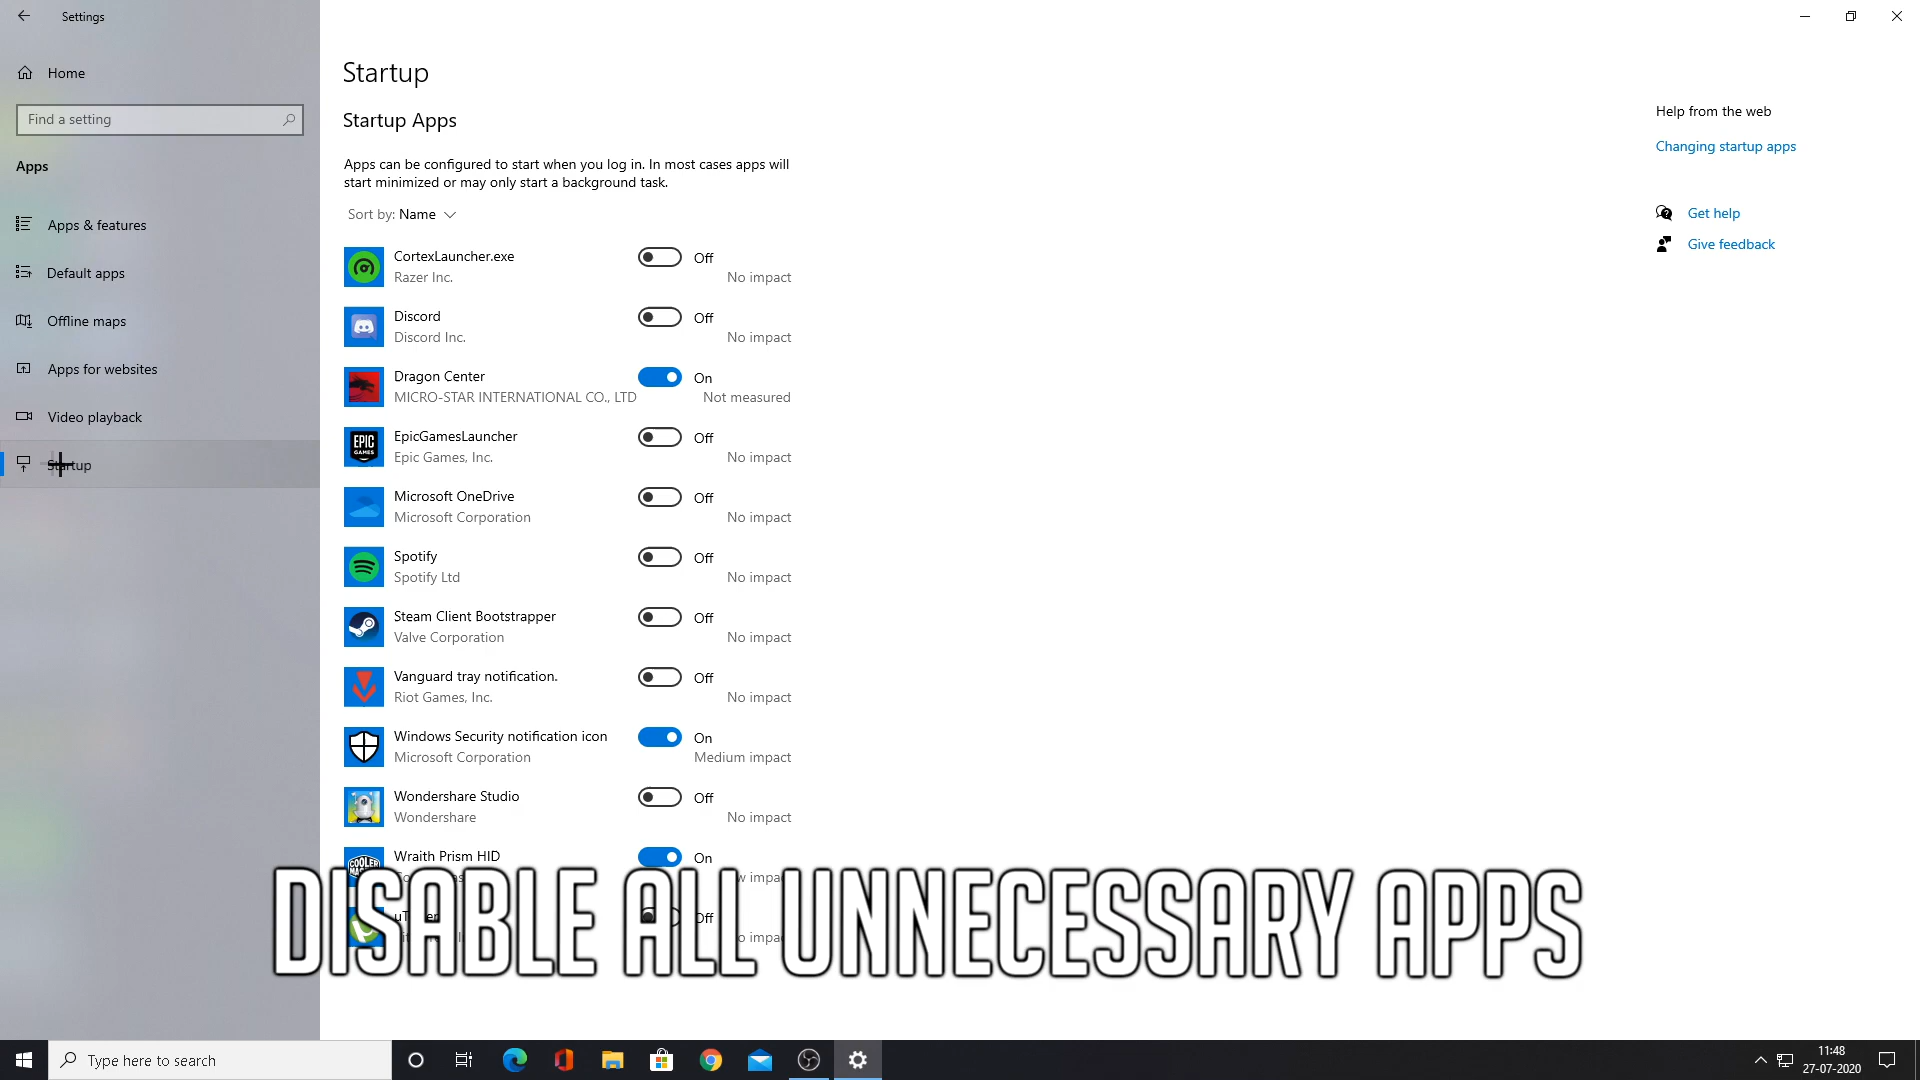 Settings
Home
Find a setting
Apps
Apps & features
Default apps
Offline maps
Apps for websites
Video playback
Startup
Startup
Startup Apps
Apps can be configured to start when you log in. In most cases apps will
start minimized or may only start a background task.
Sort by: Name
CortexLauncher.exe Off
Razer Inc. No impact
Discord Off
Discord Inc. No impact
Dragon Center On
MICRO-STAR INTERNATIONAL CO., LTD Not measured
EPIC GAMES
EpicGamesLauncher Off
Epic Games, Inc. No impact
Microsoft OneDrive Off
Microsoft Corporation No impact
Spotify Off
Spotify Ltd No impact
Steam Client Bootstrapper Off
Valve Corporation No impact
Vanguard tray notification. Off
Riot Games, Inc. No impact
Windows Security notification icon On
Microsoft Corporation Medium impact
Wondershare Studio Off
Wondershare No impact
Wraith Prism HID On
Off
DISABLE ALL UNNECESSARY APPS
Help from the web
Changing startup apps
Get help
Give feedback
Type here to search
11:48
27-07-2020